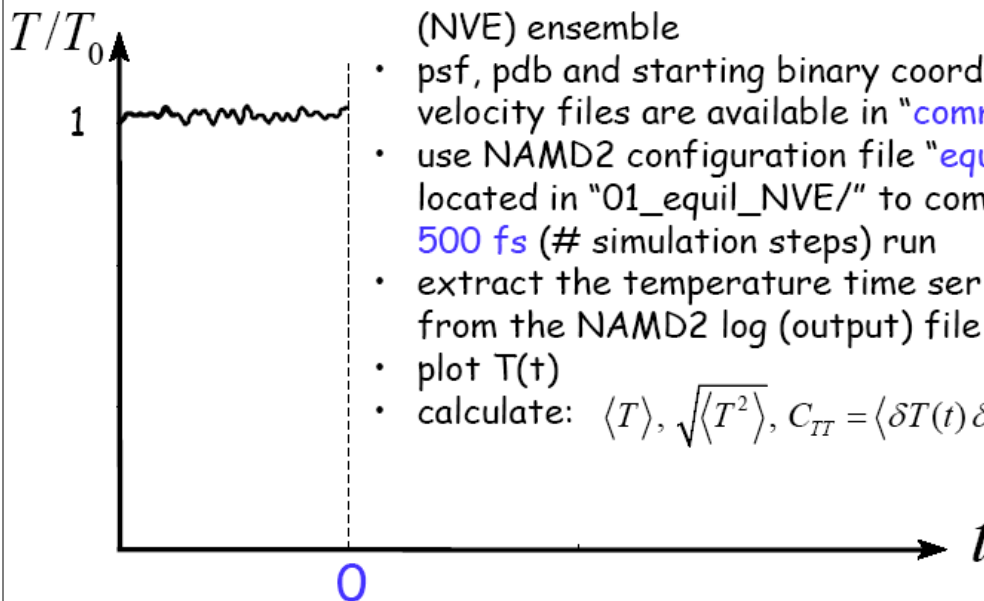 T/T₀
1
(NVE) ensemble
• psf, pdb and starting binary coord
velocity files are available in “com
• use NAMD2 configuration file “equ
located in “01_equil_NVE/” to com
500 fs (# simulation steps) run
• extract the temperature time ser
from the NAMD2 log (output) file
• plot T(t)
• calculate: ⟨T⟩, √⟨T²⟩, C_TT = ⟨δT(t) δ
t
0